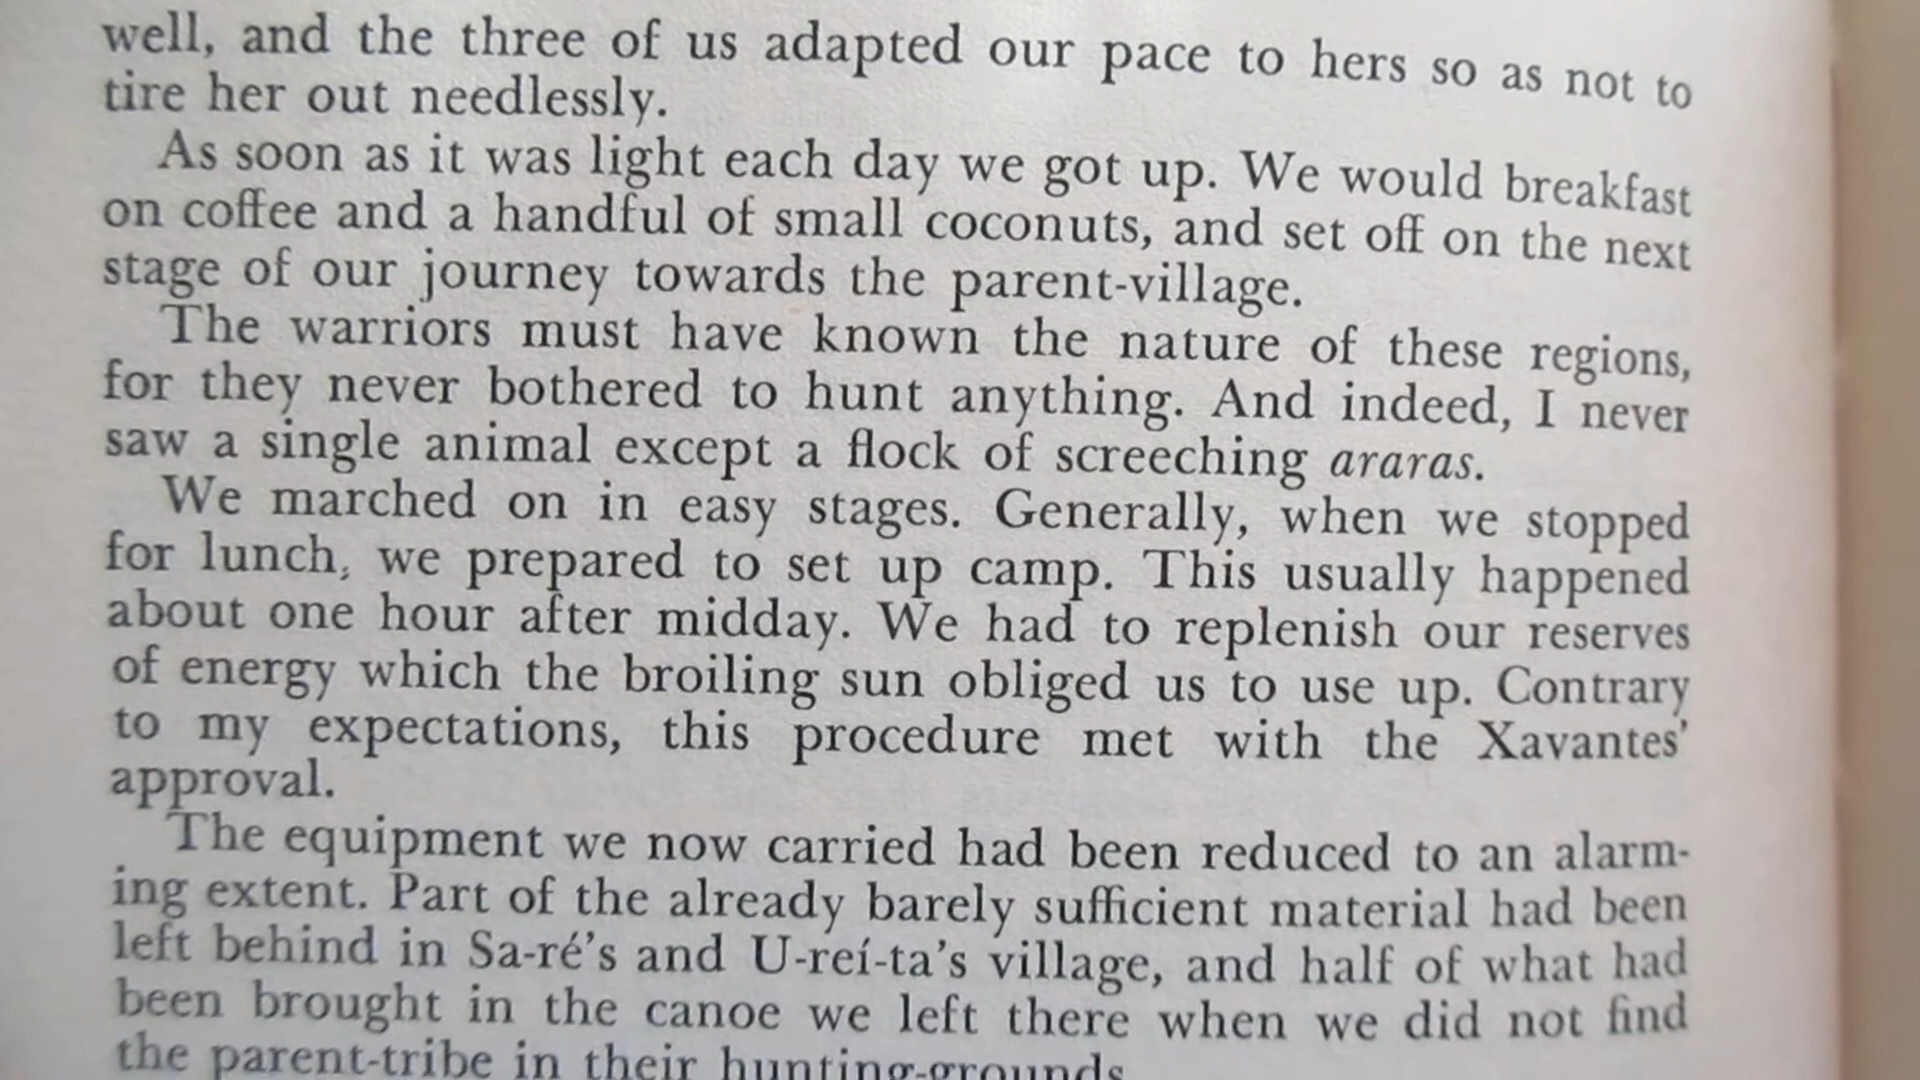 well, and the three of us adapted our pace to hers so as not to
tire her out needlessly.
As soon as it was light each day we got up. We would breakfast
on coffee and a handful of small coconuts, and set off on the next
stage of our journey towards the parent-village.
The warriors must have known the nature of these regions,
for they never bothered to hunt anything. And indeed, I never
saw a single animal except a flock of screeching araras.
We marched on in easy stages. Generally, when we stopped
for lunch, we prepared to set up camp. This usually happened
about one hour after midday. We had to replenish our reserves
of energy which the broiling sun obliged us to use up. Contrary
to my expectations, this procedure met with the Xavantes'
approval.
The equipment we now carried had been reduced to an alarm-
ing extent. Part of the already barely sufficient material had been
left behind in Sa-ré's and U-reí-ta's village, and half of what had
been brought in the canoe we left there when we did not find
the parent-tribe in their hunting-grounds